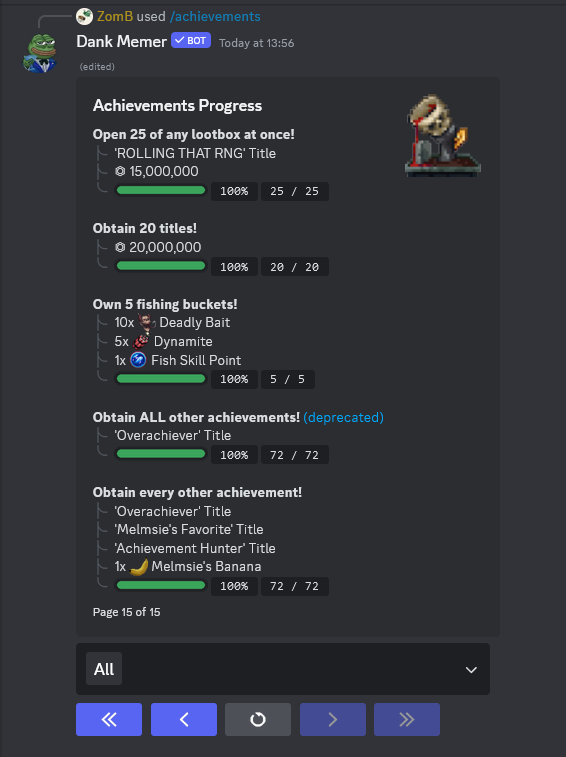 ZomB used /achievements
Dank Memer ✓ BOT Today at 13:56
(edited)
Achievements Progress
Open 25 of any lootbox at once!
'ROLLING THAT RNG' Title
⏣ 15,000,000
100% 25 / 25
Obtain 20 titles!
⏣ 20,000,000
100% 20 / 20
Own 5 fishing buckets!
10x Deadly Bait
5x Dynamite
1x Fish Skill Point
100% 5 / 5
Obtain ALL other achievements! (deprecated)
'Overachiever' Title
100% 72 / 72
Obtain every other achievement!
'Overachiever' Title
'Melmsie's Favorite' Title
'Achievement Hunter' Title
1x Melmsie's Banana
100% 72 / 72
Page 15 of 15
All